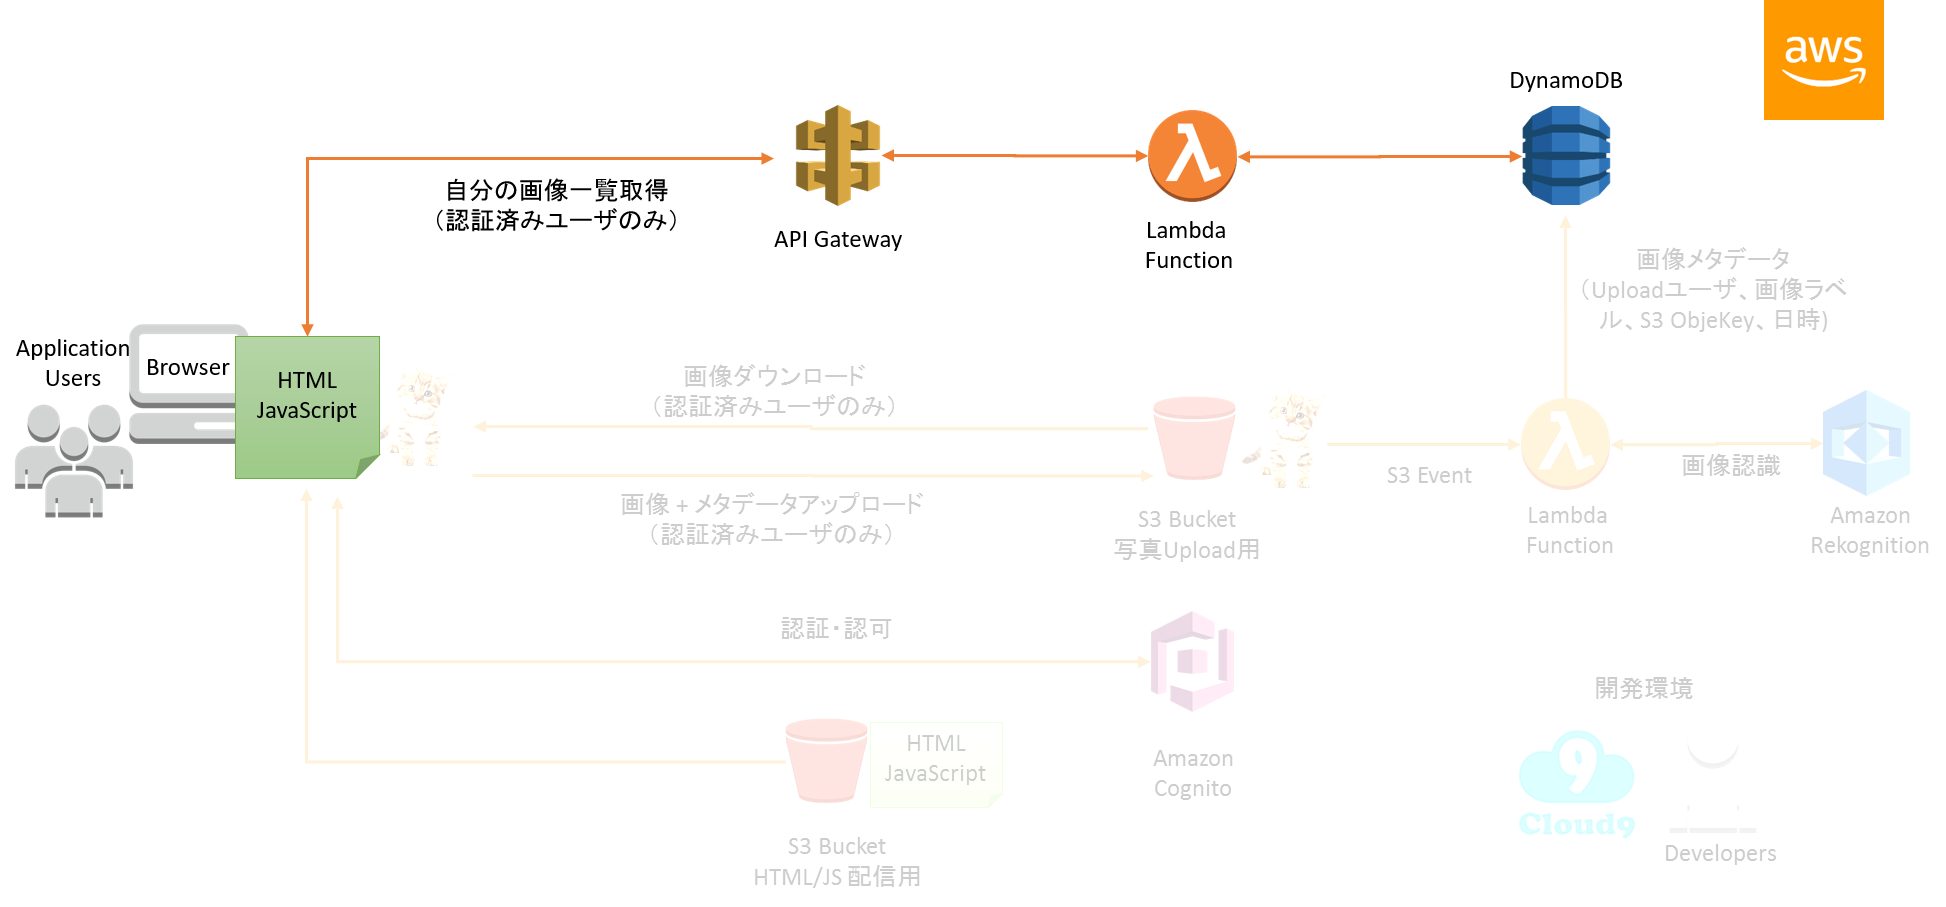 aws
DynamoDB
自分の画像一覧取得
（認証済みユーザのみ）
API Gateway
Lambda
Function
画像メタデータ
（Uploadユーザ、画像ラベ
ル、S3 ObjeKey、日時)
Application
Users
Browser
HTML
JavaScript
画像ダウンロード
（認証済みユーザのみ）
画像 + メタデータアップロード
（認証済みユーザのみ）
S3 Bucket
写真Upload用
S3 Event
Lambda
Function
画像認識
Amazon
Rekognition
認証・認可
Amazon
Cognito
HTML
JavaScript
S3 Bucket
HTML/JS 配信用
開発環境
9
Cloud9
Developers